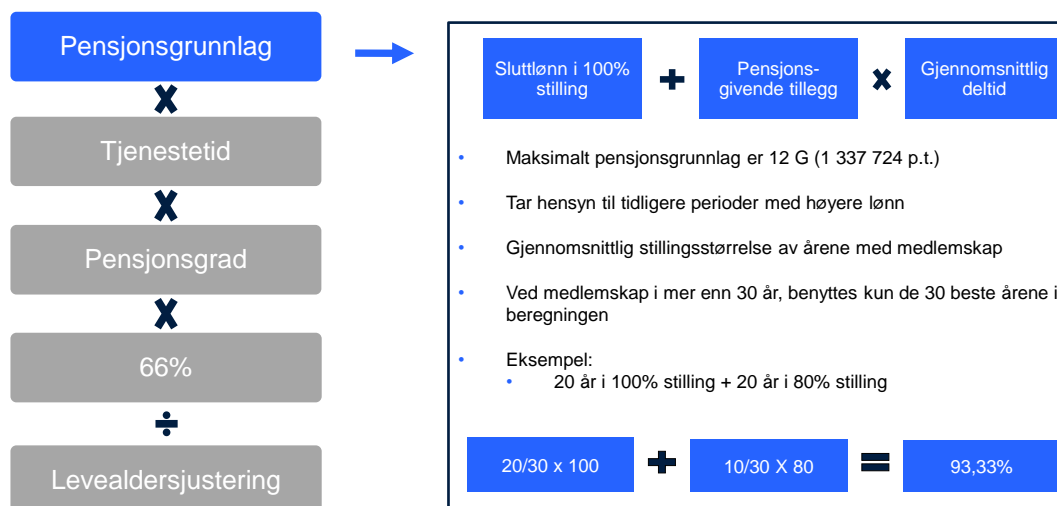 Pensjonsgrunnlag
Tjenestetid
Pensjonsgrad
66%
÷
Levealdersjustering
Sluttlønn i 100%
stilling
+
Pensjons-
givende tillegg
×
Gjennomsnittlig
deltid
• Maksimalt pensjonsgrunnlag er 12 G (1 337 724 p.t.)
• Tar hensyn til tidligere perioder med høyere lønn
• Gjennomsnittlig stillingsstørrelse av årene med medlemskap
• Ved medlemskap i mer enn 30 år, benyttes kun de 30 beste årene i
beregningen
• Eksempel:
• 20 år i 100% stilling + 20 år i 80% stilling
20/30 x 100
+
10/30 X 80
=
93,33%